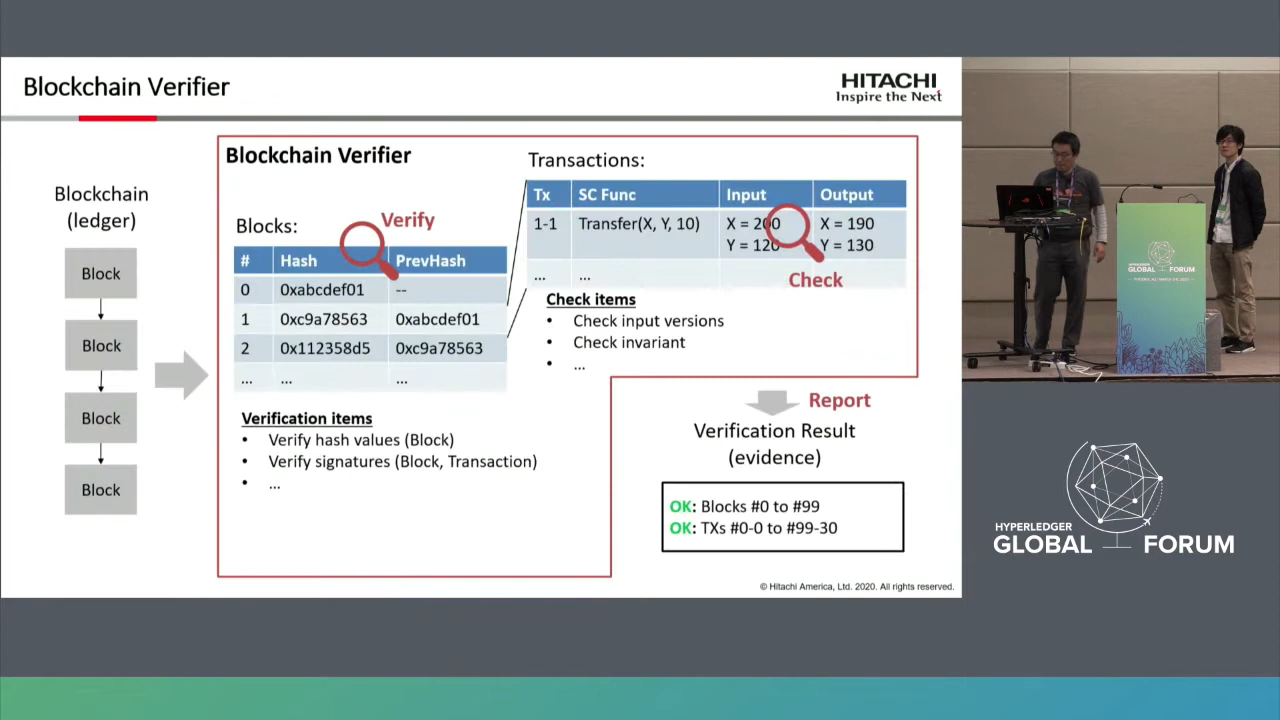 Blockchain Verifier
HITACHI
Inspire the Next
Blockchain
(ledger)
Block
Block
Block
Block
Blockchain Verifier
Blocks:
Verify
# Hash PrevHash
0 0xabcdef01 --
1 0xc9a78563 0xabcdef01
2 0x112358d5 0xc9a78563
... ... ...
Verification items
• Verify hash values (Block)
• Verify signatures (Block, Transaction)
• ...
Transactions:
Tx SC Func Input Output
1-1 Transfer(X, Y, 10) X = 200 X = 190
Y = 120 Y = 130
... ...
Check
Check items
• Check input versions
• Check invariant
• ...
Report
Verification Result
(evidence)
OK: Blocks #0 to #99
OK: TXs #0-0 to #99-30
© Hitachi America, Ltd. 2020. All rights reserved.
HYPERLEDGER
GLOBAL FORUM
HYPERLEDGER
GLOBAL FORUM